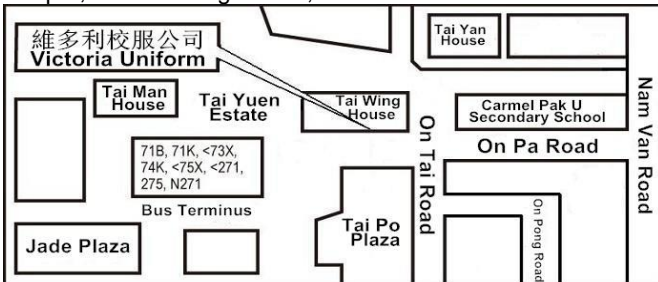 維多利校服公司
Victoria Uniform
Tai Yan
House
Tai Man
House
Tai Yuen
Estate
Tai Wing
House
Carmel Pak U
Secondary School
Nam Van Road
On Pa Road
71B, 71K, <73X,
74K, <75X, <271,
275, N271
Bus Terminus
On Tai Road
Tai Po
Plaza
On Pong Road
Jade Plaza